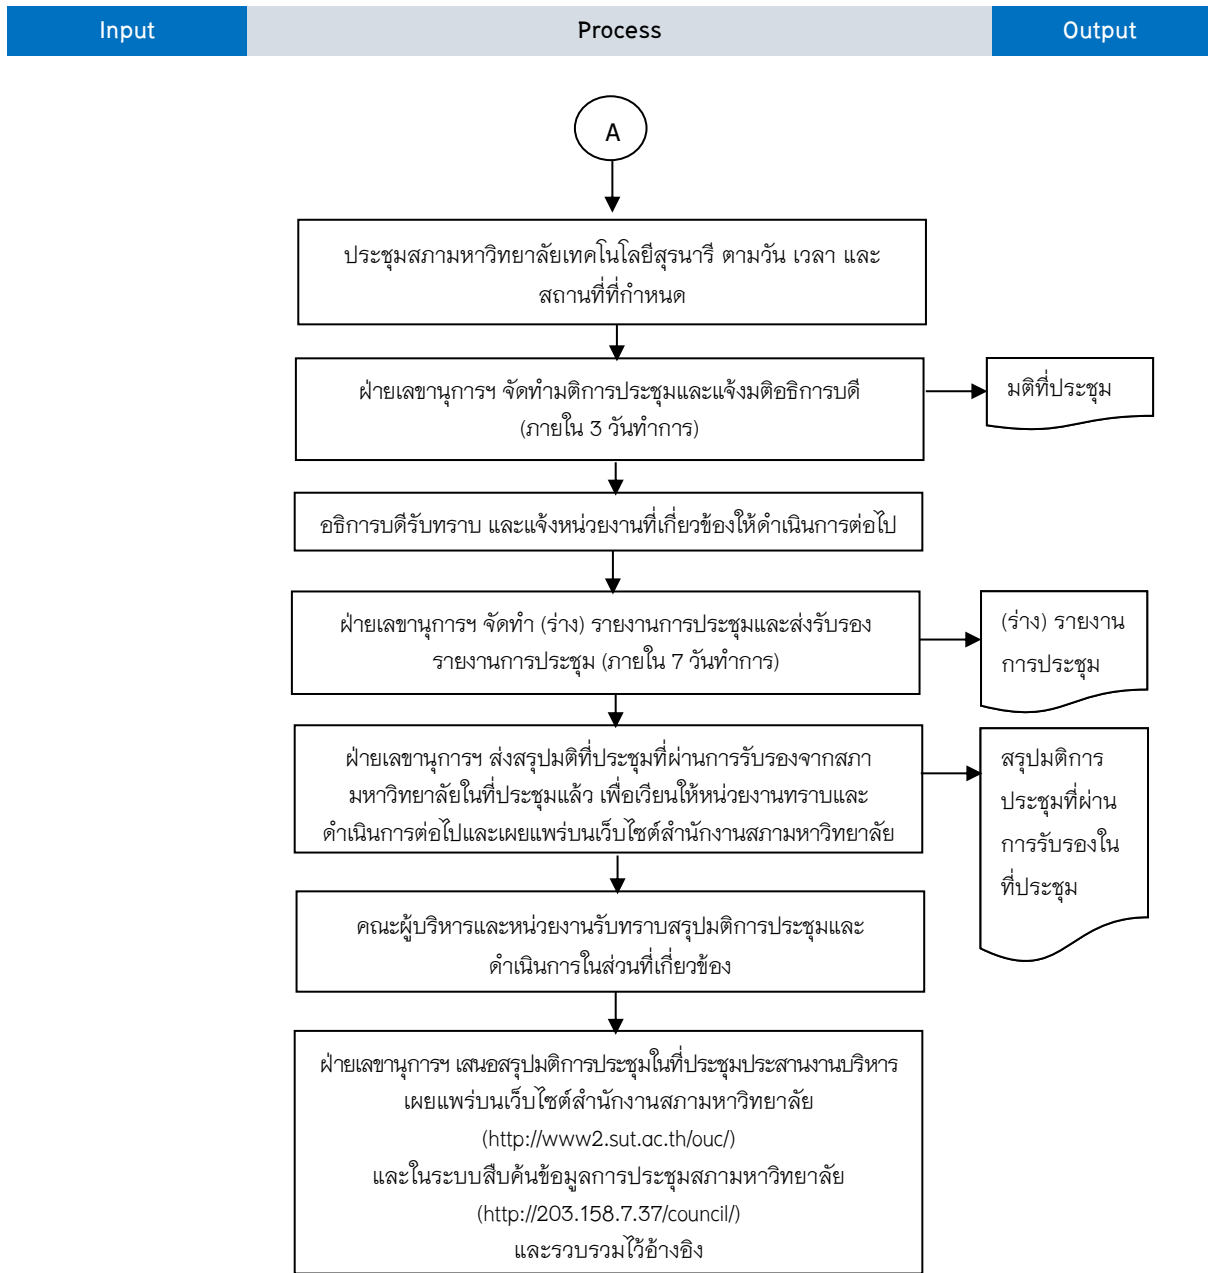 Input
Process
Output
A
ประชุมสภามหาวิทยาลัยเทคโนโลยีสุรนารี ตามวัน เวลา และ
สถานที่ที่กำหนด
ฝ่ายเลขานุการฯ จัดทำมติการประชุมและแจ้งมติอธิการบดี
(ภายใน 3 วันทำการ)
มติที่ประชุม
อธิการบดีรับทราบ และแจ้งหน่วยงานที่เกี่ยวข้องให้ดำเนินการต่อไป
ฝ่ายเลขานุการฯ จัดทำ (ร่าง) รายงานการประชุมและส่งรับรอง
รายงานการประชุม (ภายใน 7 วันทำการ)
(ร่าง) รายงาน
การประชุม
ฝ่ายเลขานุการฯ ส่งสรุปมติที่ประชุมที่ผ่านการรับรองจากสภา
มหาวิทยาลัยในที่ประชุมแล้ว เพื่อเวียนให้หน่วยงานทราบและ
ดำเนินการต่อไปและเผยแพร่บนเว็บไซต์สำนักงานสภามหาวิทยาลัย
สรุปมติการ
ประชุมที่ผ่าน
การรับรองใน
ที่ประชุม
คณะผู้บริหารและหน่วยงานรับทราบสรุปมติการประชุมและ
ดำเนินการในส่วนที่เกี่ยวข้อง
ฝ่ายเลขานุการฯ เสนอสรุปมติการประชุมในที่ประชุมประสานงานบริหาร
เผยแพร่บนเว็บไซต์สำนักงานสภามหาวิทยาลัย
(http://www2.sut.ac.th/ouc/)
และในระบบสืบค้นข้อมูลการประชุมสภามหาวิทยาลัย
(http://203.158.7.37/council/)
และรวบรวมไว้อ้างอิง